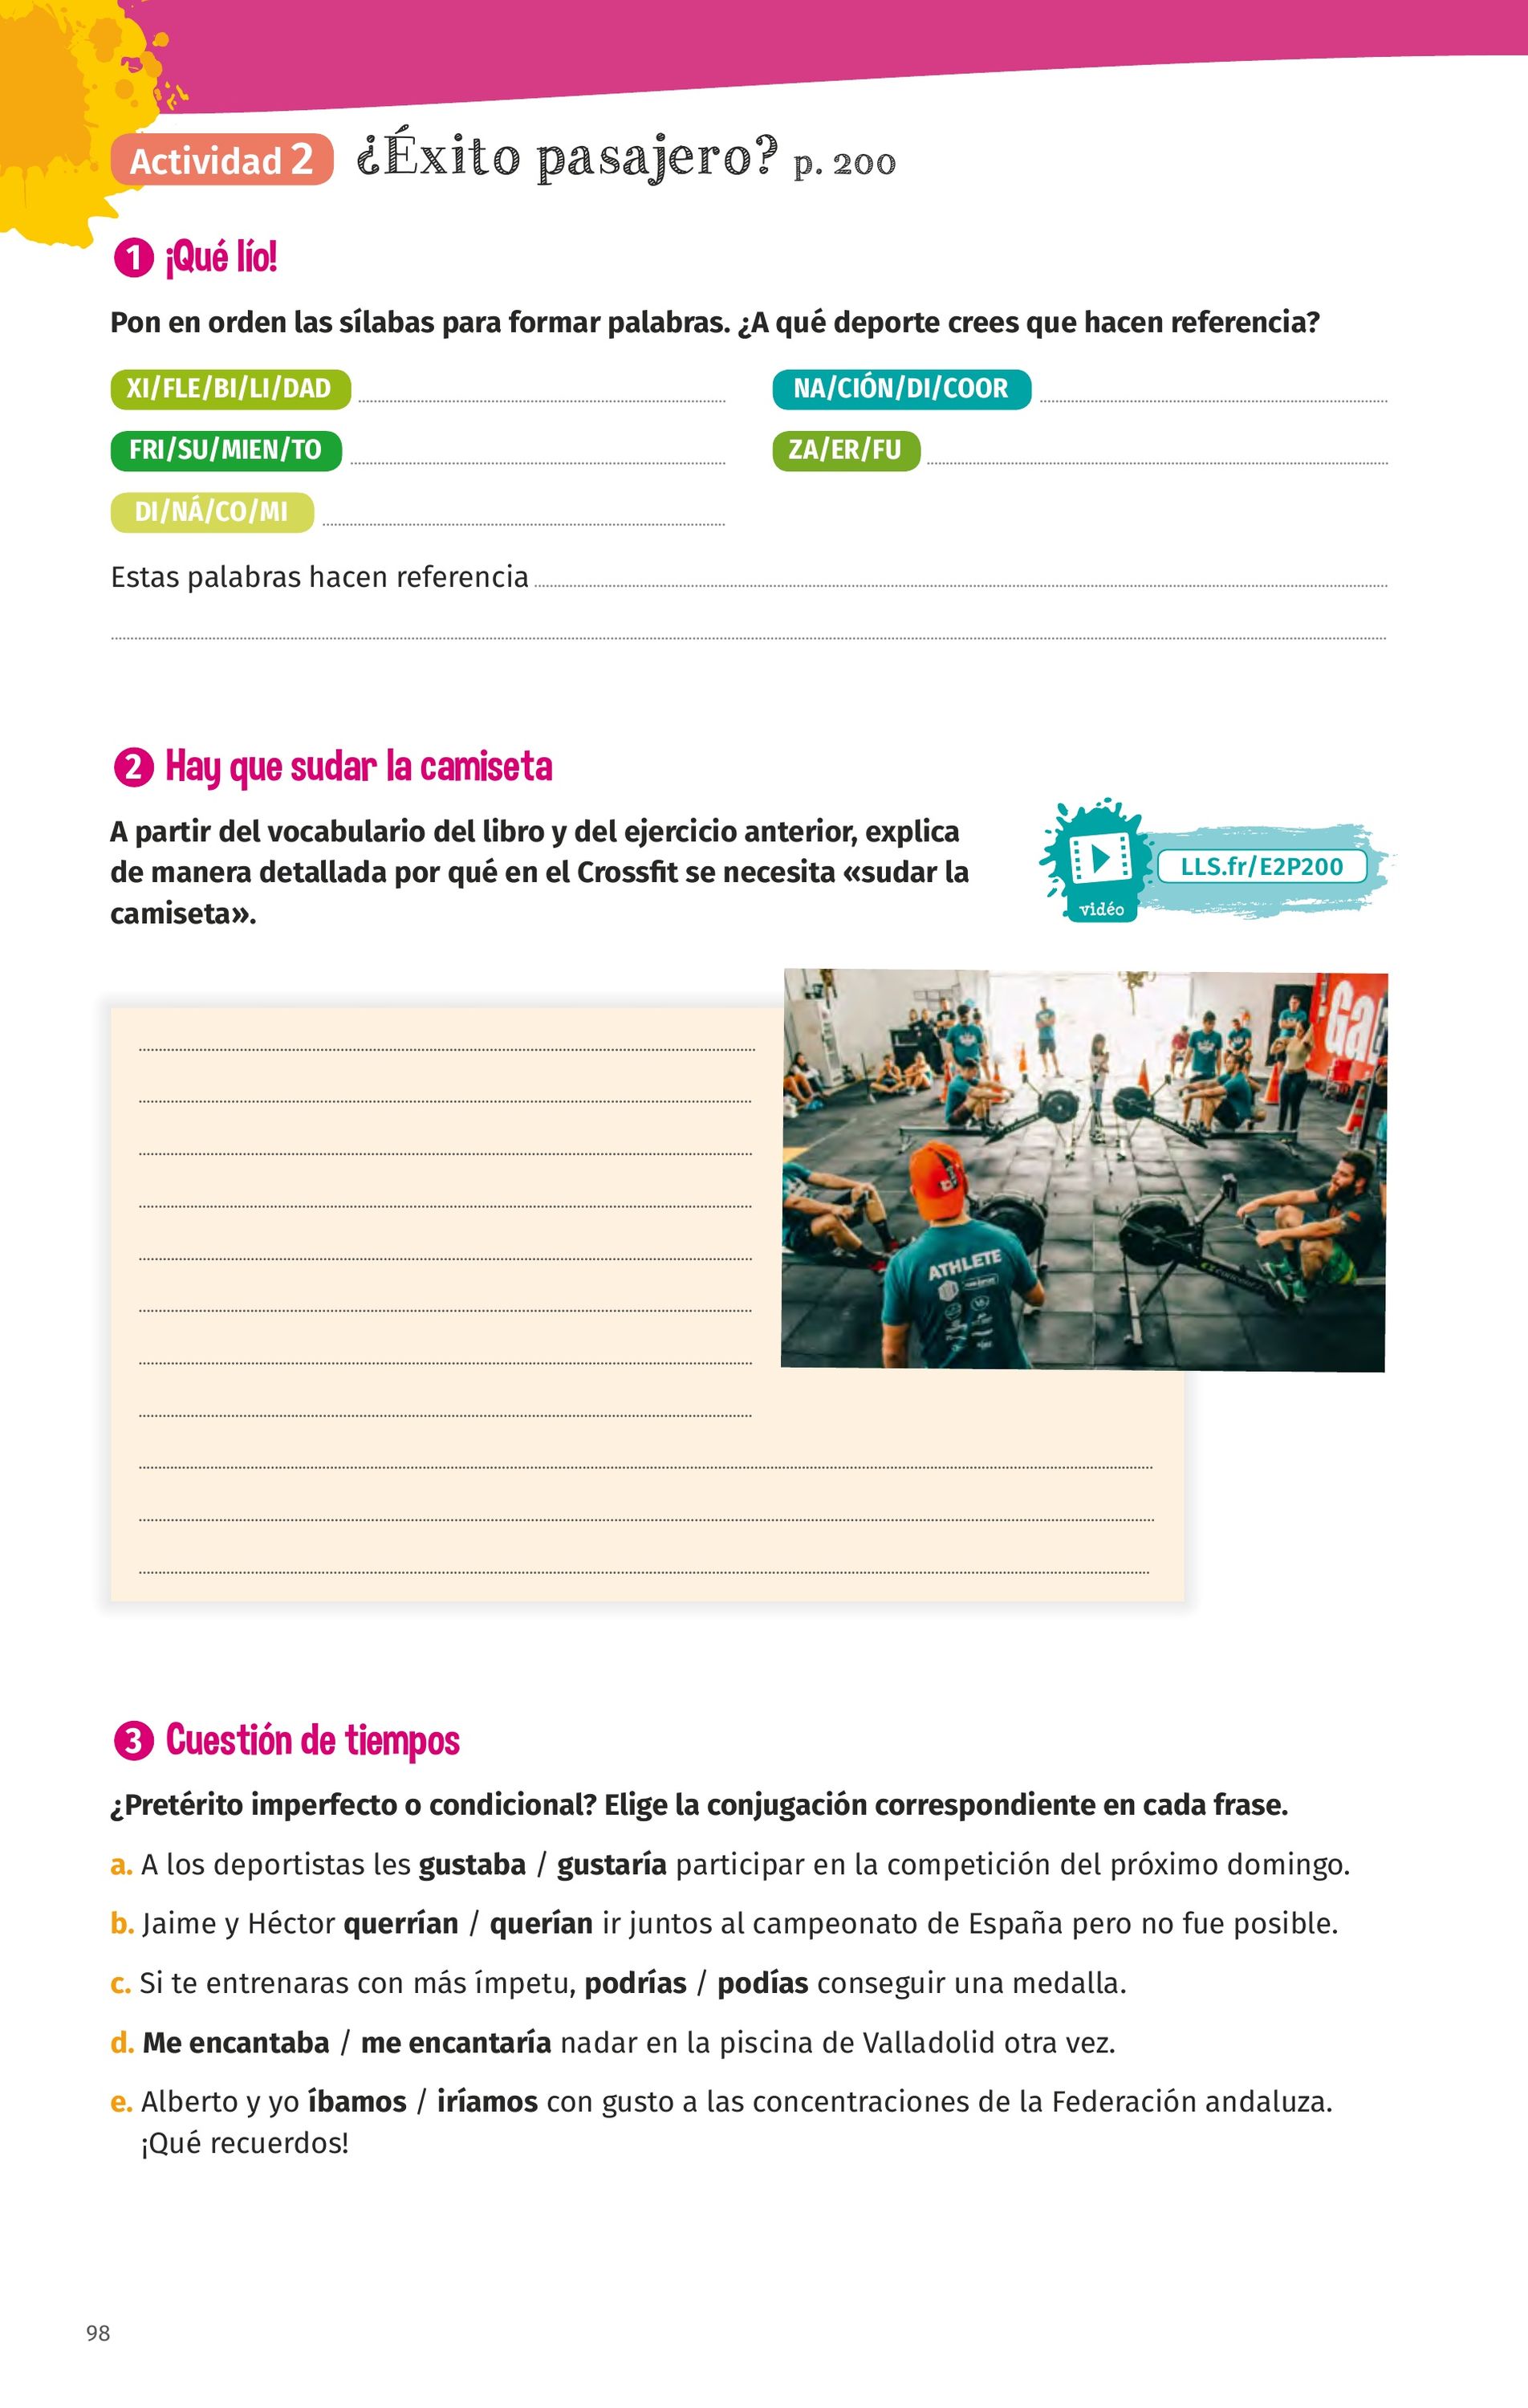 Actividad 2 ¿Éxito pasajero? p. 200
1 ¡Qué lío!
Pon en orden las sílabas para formar palabras. ¿A qué deporte crees que hacen referencia?
XI/FLE/BI/LI/DAD
NA/CIÓN/DI/COOR
FRI/SU/MIEN/TO
ZA/ER/FU
DI/NÁ/CO/MI
Estas palabras hacen referencia
2 Hay que sudar la camiseta
A partir del vocabulario del libro y del ejercicio anterior, explica
de manera detallada por qué en el Crossfit se necesita «sudar la
camiseta».
vidéo
LLS.fr/E2P200
Ga
ATHLETE
3 Cuestión de tiempos
¿Pretérito imperfecto o condicional? Elige la conjugación correspondiente en cada frase.
a. A los deportistas les gustaba / gustaría participar en la competición del próximo domingo.
b. Jaime y Héctor querrían / querían ir juntos al campeonato de España pero no fue posible.
c. Si te entrenaras con más ímpetu, podrías / podías conseguir una medalla.
d. Me encantaba / me encantaría nadar en la piscina de Valladolid otra vez.
e. Alberto y yo íbamos / iríamos con gusto a las concentraciones de la Federación andaluza.
¡Qué recuerdos!
98